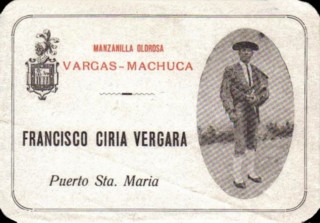 MANZANILLA OLOROSA
VARGAS-MACHUCA
FRANCISCO CIRIA VERGARA
Puerto Sta. Maria